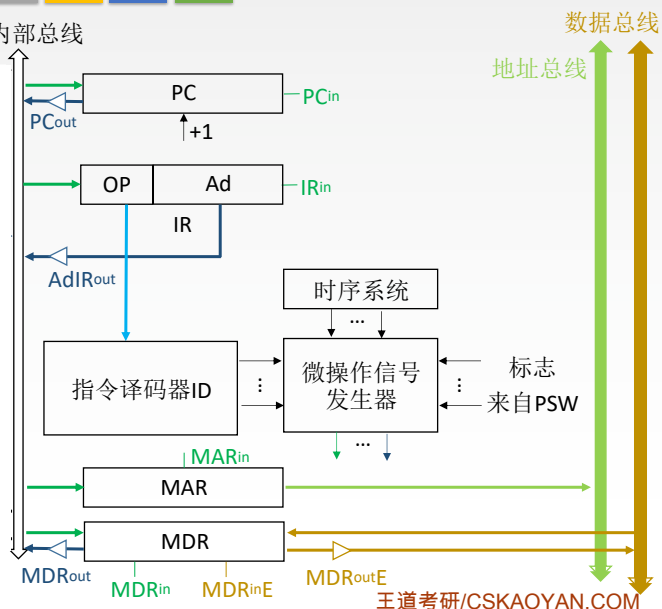 内部总线
数据总线
地址总线
PC
PCin
PCout
+1
OP
Ad
IRin
IR
AdIRout
时序系统
...
指令译码器ID
...
微操作信号
发生器
...
标志
来自PSW
...
MARin
MAR
MDR
MDRout
MDRin
MDRinE
MDRoutE
王道考研/CSKAOYAN.COM